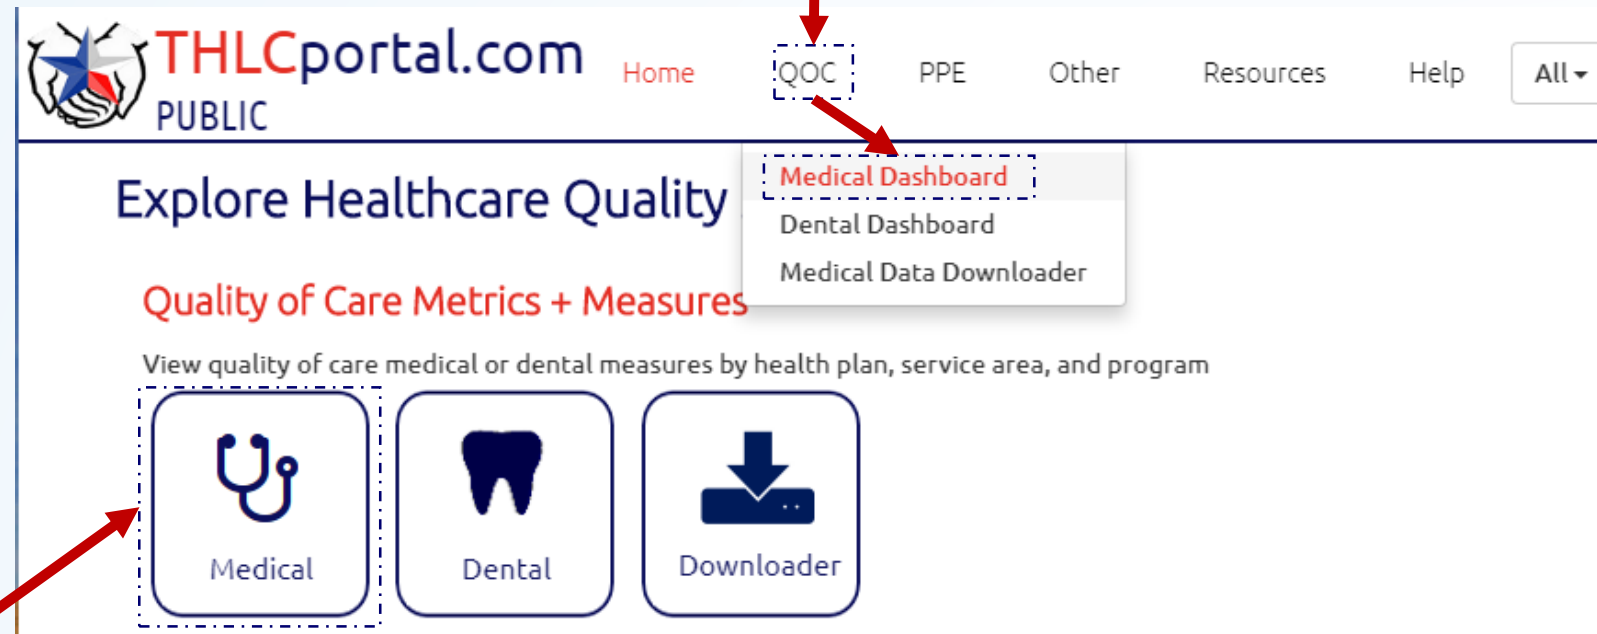 THLCportal.com
PUBLIC
Home QOC PPE Other Resources Help All
Medical Dashboard
Dental Dashboard
Medical Data Downloader
Explore Healthcare Quality
Quality of Care Metrics + Measures
View quality of care medical or dental measures by health plan, service area, and program
Medical Dental Downloader